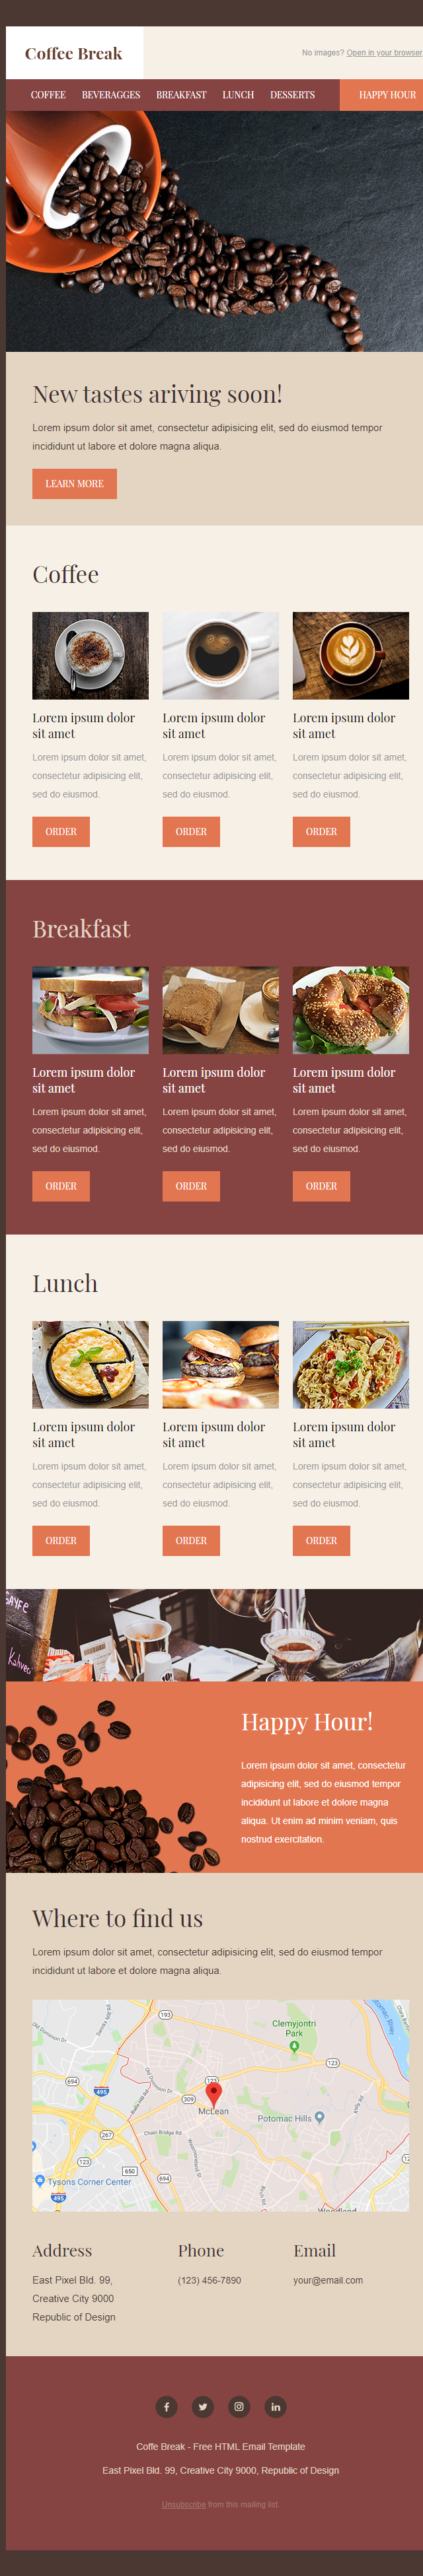 Coffee Break
No images? Open in your browser
COFFEE BEVERAGGES BREAKFAST LUNCH DESSERTS HAPPY HOUR
New tastes ariving soon!
Lorem ipsum dolor sit amet, consectetur adipisicing elit, sed do eiusmod tempor
incididunt ut labore et dolore magna aliqua.
LEARN MORE
Coffee
Lorem ipsum dolor
sit amet
Lorem ipsum dolor sit amet,
consectetur adipisicing elit,
sed do eiusmod.
ORDER
Lorem ipsum dolor
sit amet
Lorem ipsum dolor sit amet,
consectetur adipisicing elit,
sed do eiusmod.
ORDER
Lorem ipsum dolor
sit amet
Lorem ipsum dolor sit amet,
consectetur adipisicing elit,
sed do eiusmod.
ORDER
Breakfast
Lorem ipsum dolor
sit amet
Lorem ipsum dolor sit amet,
consectetur adipisicing elit,
sed do eiusmod.
ORDER
Lorem ipsum dolor
sit amet
Lorem ipsum dolor sit amet,
consectetur adipisicing elit,
sed do eiusmod.
ORDER
Lorem ipsum dolor
sit amet
Lorem ipsum dolor sit amet,
consectetur adipisicing elit,
sed do eiusmod.
ORDER
Lunch
Lorem ipsum dolor
sit amet
Lorem ipsum dolor sit amet,
consectetur adipisicing elit,
sed do eiusmod.
ORDER
Lorem ipsum dolor
sit amet
Lorem ipsum dolor sit amet,
consectetur adipisicing elit,
sed do eiusmod.
ORDER
Lorem ipsum dolor
sit amet
Lorem ipsum dolor sit amet,
consectetur adipisicing elit,
sed do eiusmod.
ORDER
Happy Hour!
Lorem ipsum dolor sit amet, consectetur
adipisicing elit, sed do eiusmod tempor
incididunt ut labore et dolore magna
aliqua. Ut enim ad minim veniam, quis
nostrud exercitation.
Where to find us
Lorem ipsum dolor sit amet, consectetur adipisicing elit, sed do eiusmod tempor
incididunt ut labore et dolore magna aliqua.
193
Clemyjontri
Park
123
694
495
123
309
McLean
Potomac Hills
Chain Bridge Rd
267
123
650
694
Tysons Corner Center
495
Address
East Pixel Bld. 99,
Creative City 9000
Republic of Design
Phone
(123) 456-7890
Email
your@email.com
Coffe Break - Free HTML Email Template
East Pixel Bld. 99, Creative City 9000, Republic of Design
Unsubscribe from this mailing list.